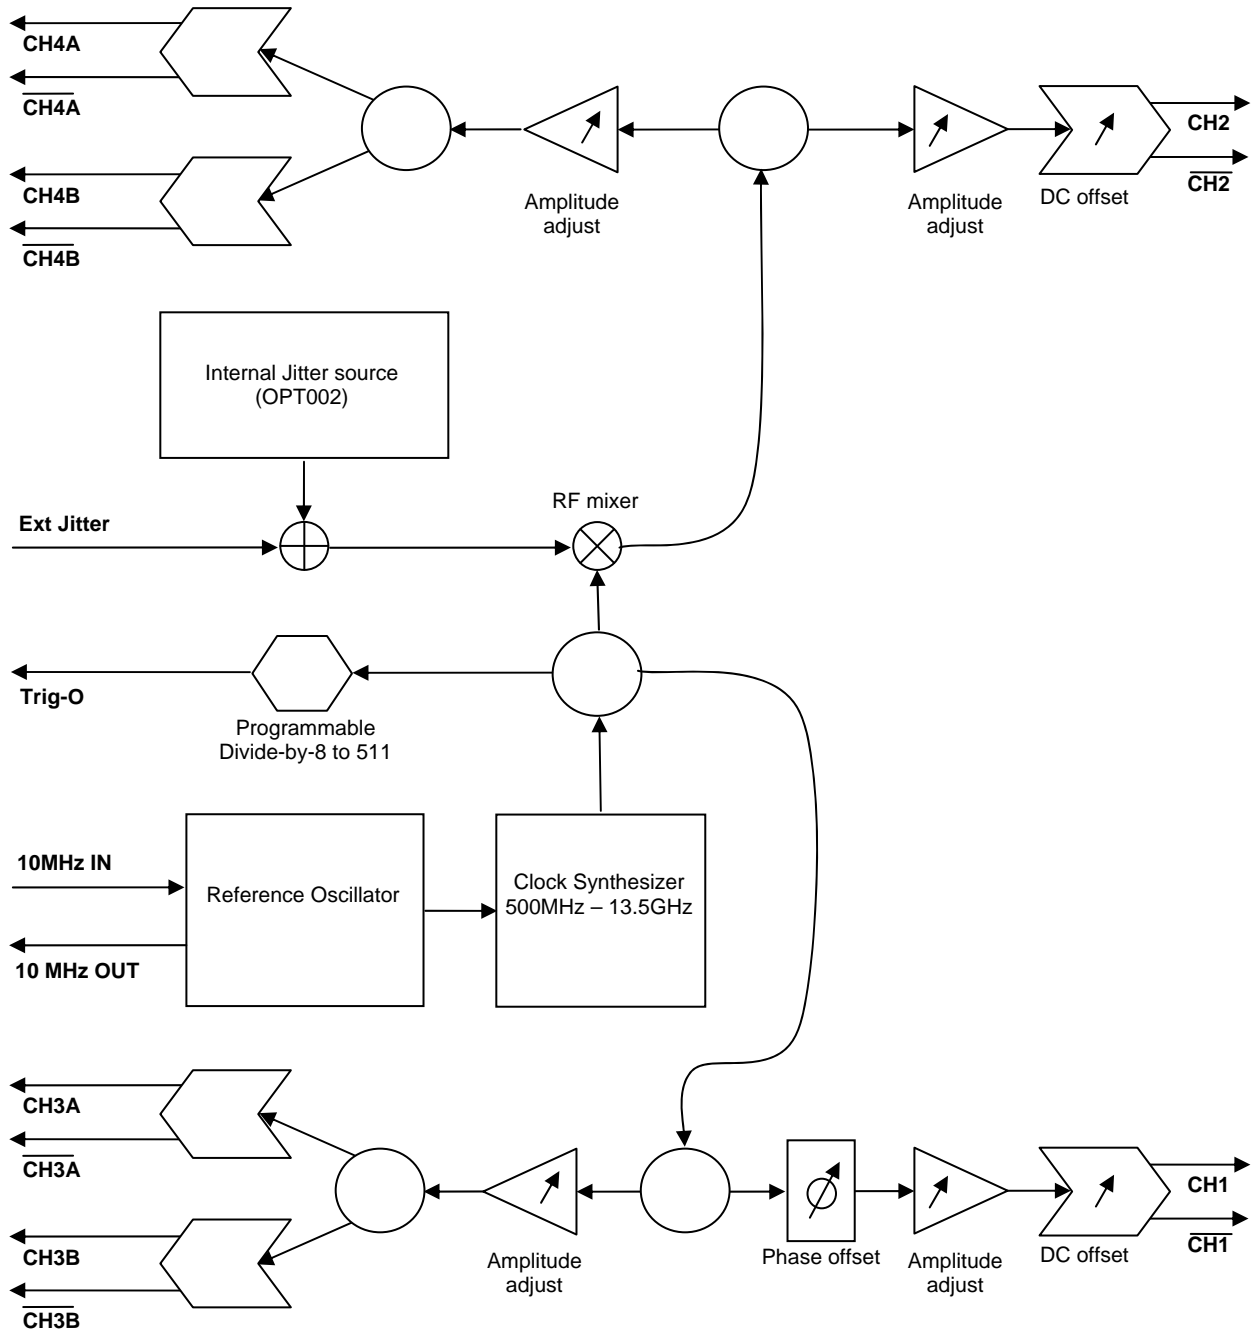 CH4A
CH4A
CH4B
CH4B
Amplitude
adjust
Amplitude
adjust
DC offset
CH2
CH2
Internal Jitter source
(OPT002)
Ext Jitter
RF mixer
Trig-O
Programmable
Divide-by-8 to 511
10MHz IN
10 MHz OUT
Reference Oscillator
Clock Synthesizer
500MHz – 13.5GHz
CH3A
CH3A
CH3B
CH3B
Amplitude
adjust
Phase offset
Amplitude
adjust
DC offset
CH1
CH1